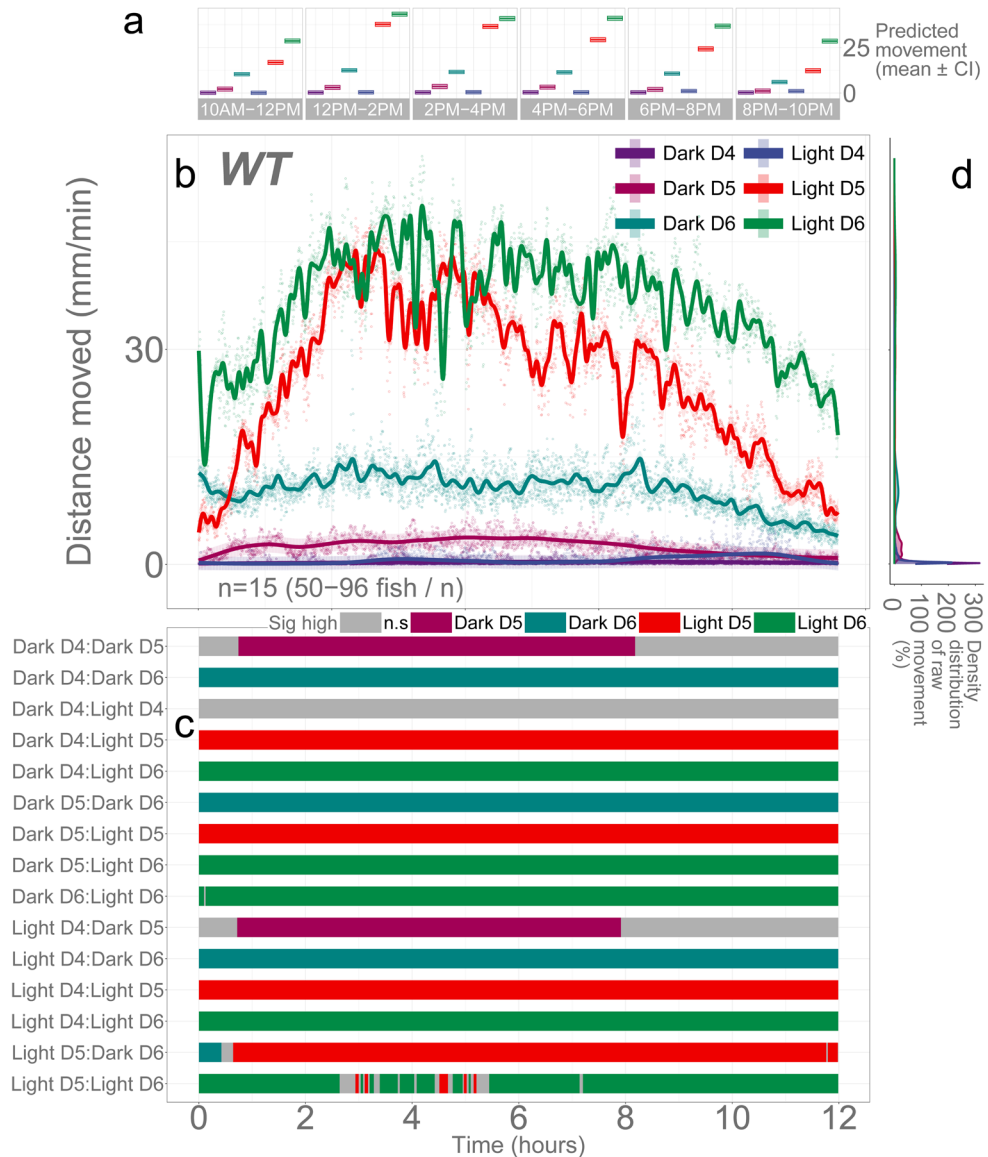 a
25
0
Predicted
movement
(mean ± CI)
10AM−12PM 12PM−2PM 2PM−4PM 4PM−6PM 6PM−8PM 8PM−10PM
b
WT
Dark D4 Light D4
Dark D5 Light D5
Dark D6 Light D6
d
Distance moved (mm/min)
30
0
n=15 (50−96 fish / n)
0
100
200
300
Density
distribution
of raw
movement
(%)
Sig high n.s Dark D5 Dark D6 Light D5 Light D6
c
Dark D4:Dark D5
Dark D4:Dark D6
Dark D4:Light D4
Dark D4:Light D5
Dark D4:Light D6
Dark D5:Dark D6
Dark D5:Light D5
Dark D5:Light D6
Dark D6:Light D6
Light D4:Dark D5
Light D4:Dark D6
Light D4:Light D5
Light D4:Light D6
Light D5:Dark D6
Light D5:Light D6
0 2 4 6 8 10 12
Time (hours)